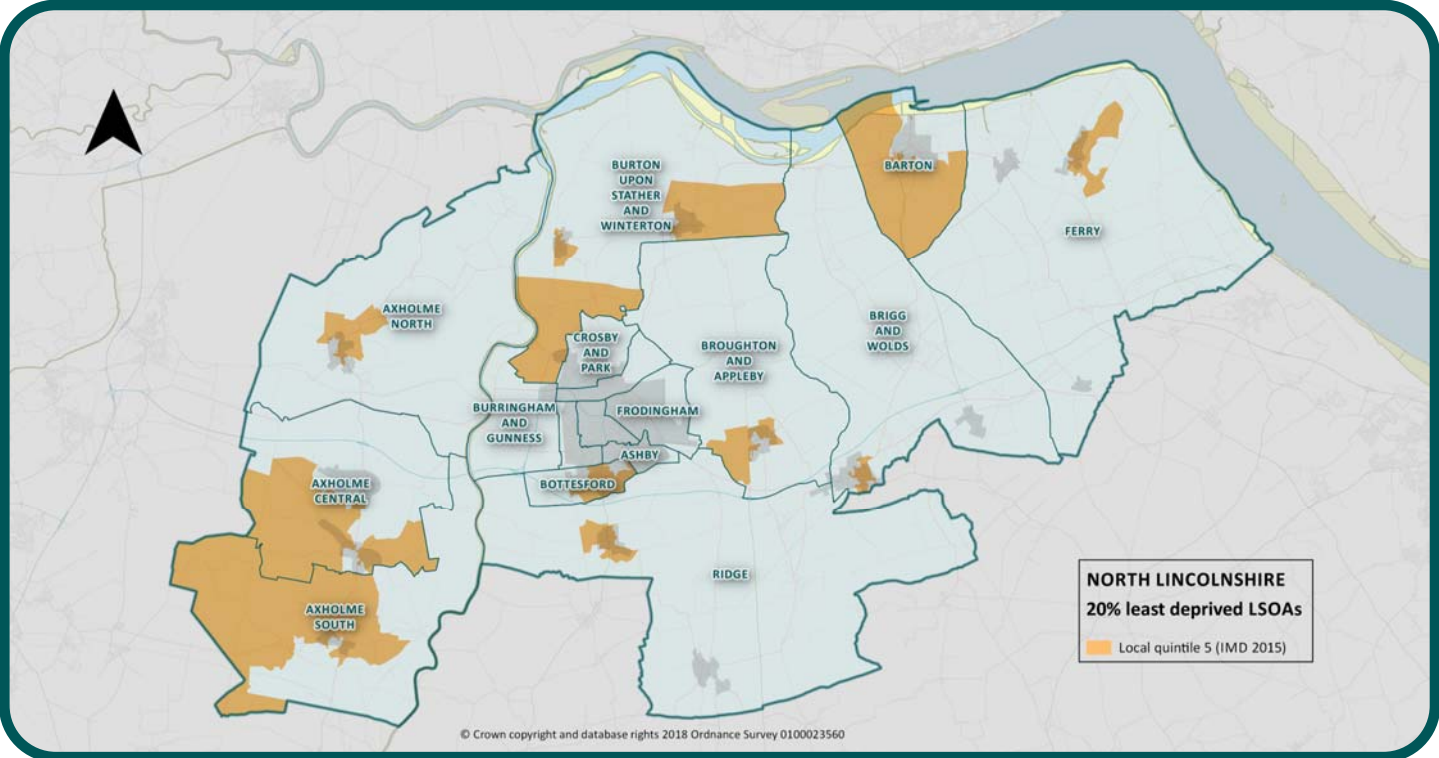 BURTON
UPON
STATHER
AND
WINTERTON
BARTON
FERRY
AXHOLME
NORTH
CROSBY
AND
PARK
BROUGHTON
AND
APPLEBY
BRIGG
AND
WOLDS
BURRINGHAM
AND
GUNNESS
FRODINGHAM
ASHBY
BOTTESFORD
AXHOLME
CENTRAL
RIDGE
AXHOLME
SOUTH
NORTH LINCOLNSHIRE
20% least deprived LSOAs
Local quintile 5 (IMD 2015)
© Crown copyright and database rights 2018 Ordnance Survey 0100023560